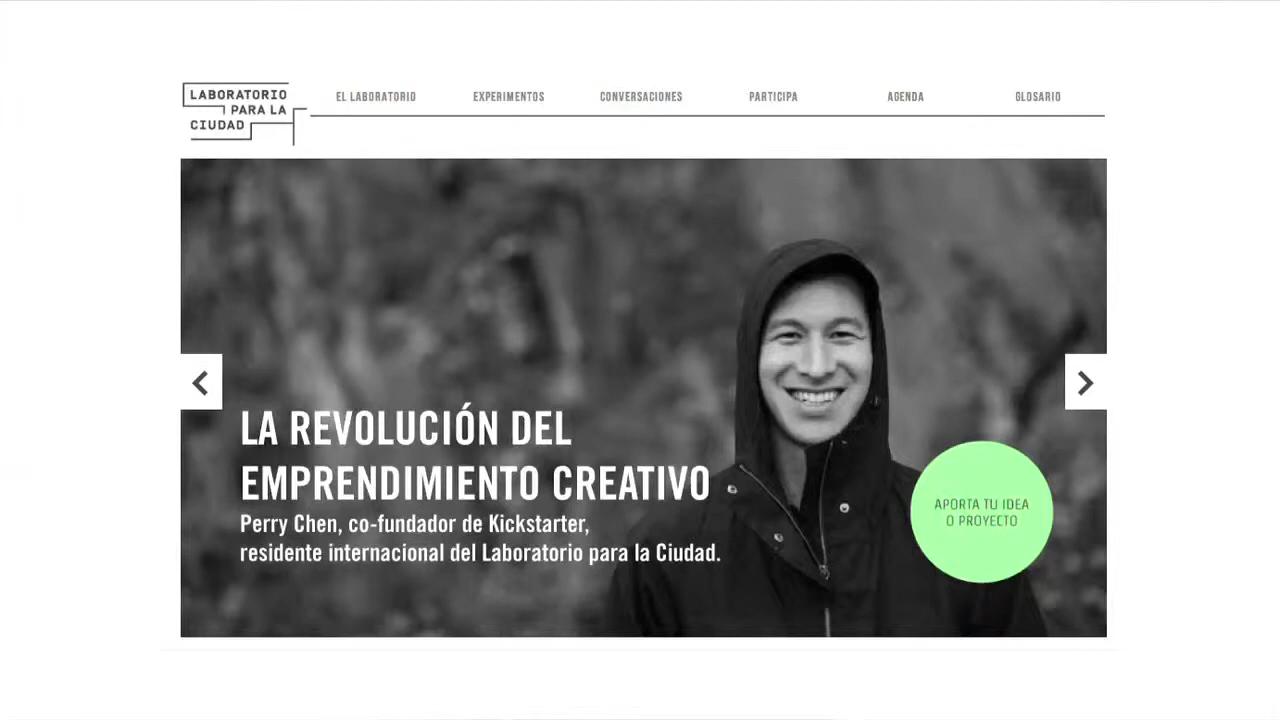 LABORATORIO
PARA LA
CIUDAD
EL LABORATORIO
EXPERIMENTOS
CONVERSACIONES
PARTICIPA
AGENDA
GLOSARIO
LA REVOLUCIÓN DEL
EMPRENDIMIENTO CREATIVO
Perry Chen, co-fundador de Kickstarter,
residente internacional del Laboratorio para la Ciudad.
APORTA TU IDEA
O PROYECTO